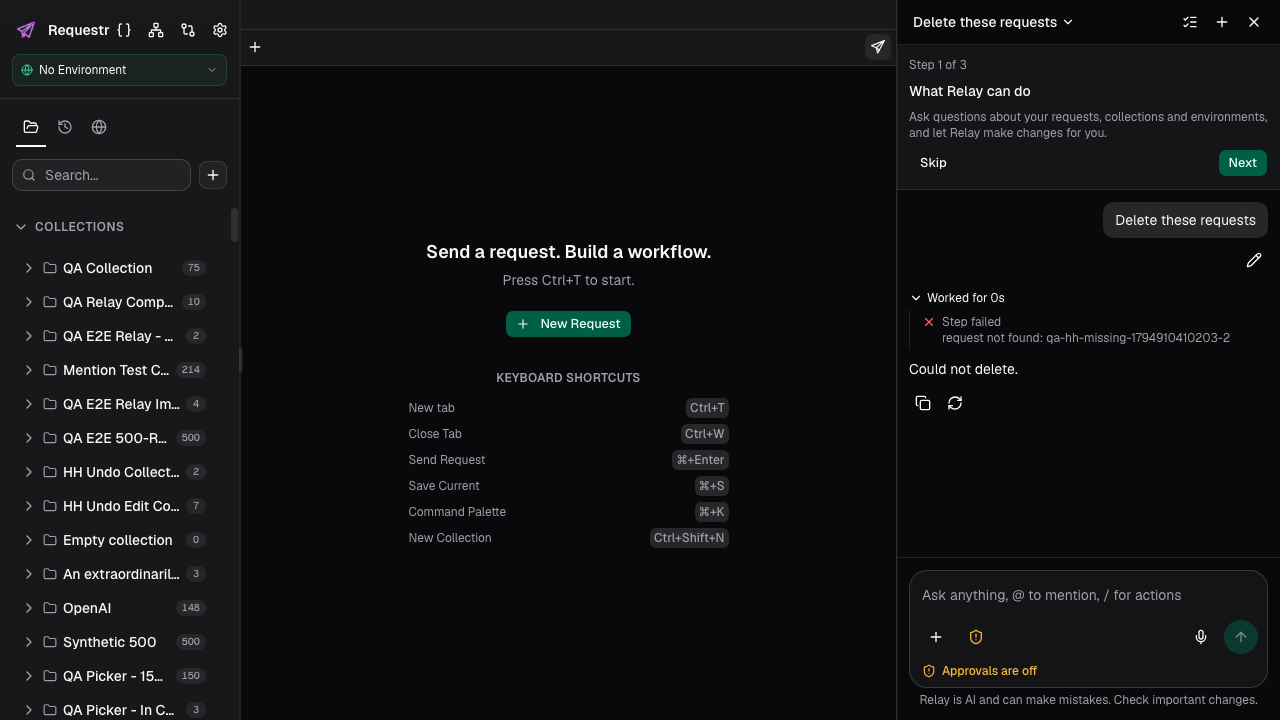 Requestr
No Environment
Search...
COLLECTIONS
QA Collection 75
QA Relay Comp... 10
QA E2E Relay - ... 2
Mention Test C... 214
QA E2E Relay Im... 4
QA E2E 500-R... 500
HH Undo Collect... 2
HH Undo Edit Co... 7
Empty collection 0
An extraordinaril... 3
OpenAI 148
Synthetic 500 500
QA Picker - 15... 150
QA Picker - In C... 3
Send a request. Build a workflow.
Press Ctrl+T to start.
New Request
KEYBOARD SHORTCUTS
New tab Ctrl+T
Close Tab Ctrl+W
Send Request ⌘+Enter
Save Current ⌘+S
Command Palette ⌘+K
New Collection Ctrl+Shift+N
Delete these requests
Step 1 of 3
What Relay can do
Ask questions about your requests, collections and environments,
and let Relay make changes for you.
Skip Next
Delete these requests
Worked for 0s
Step failed
request not found: qa-hh-missing-1794910410203-2
Could not delete.
Ask anything, @ to mention, / for actions
Approvals are off
Relay is AI and can make mistakes. Check important changes.